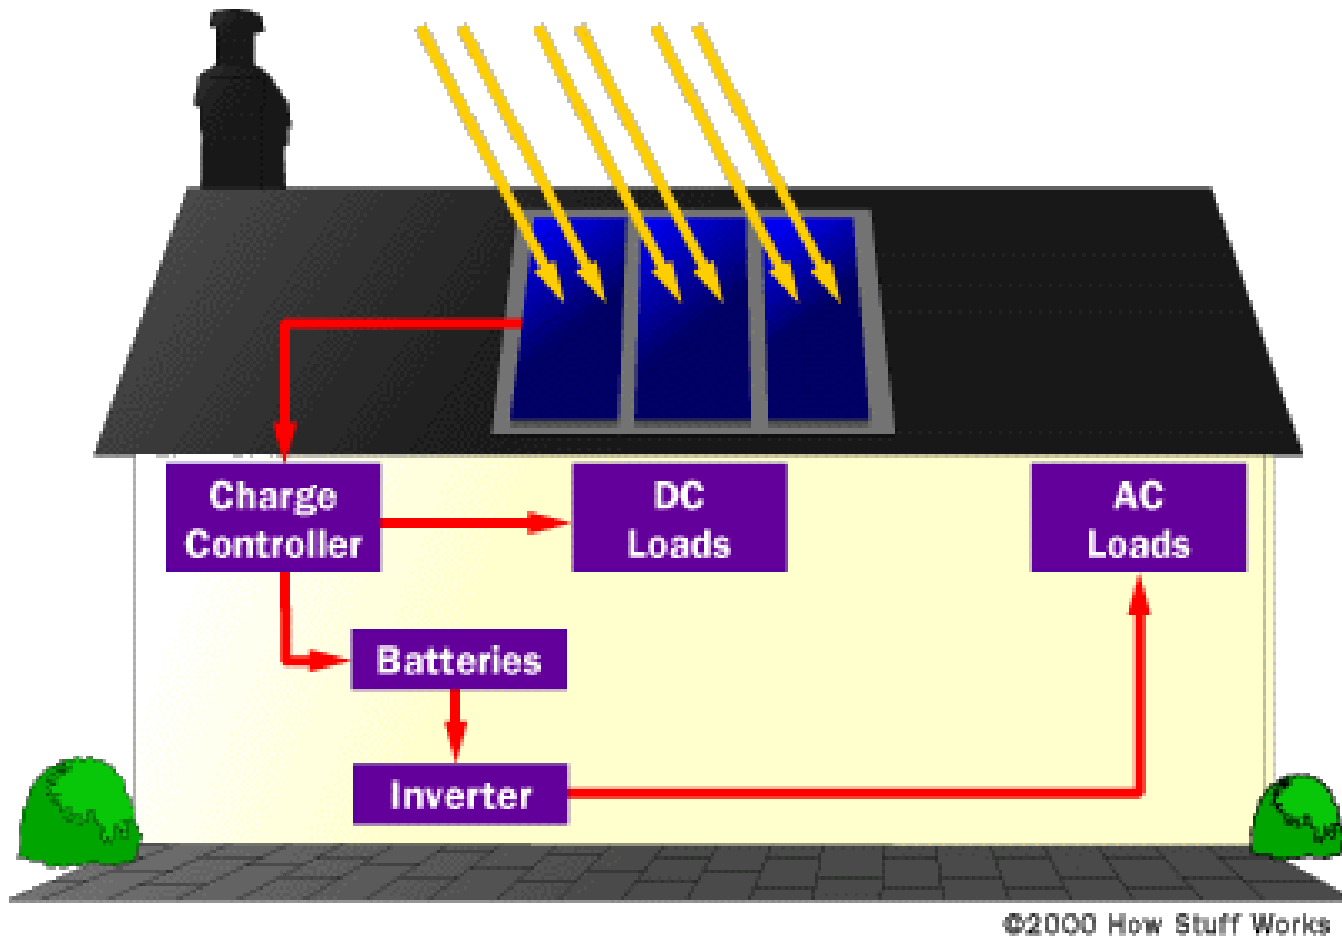 Charge
Controller
DC
Loads
AC
Loads
Batteries
Inverter
©2000 How Stuff Works